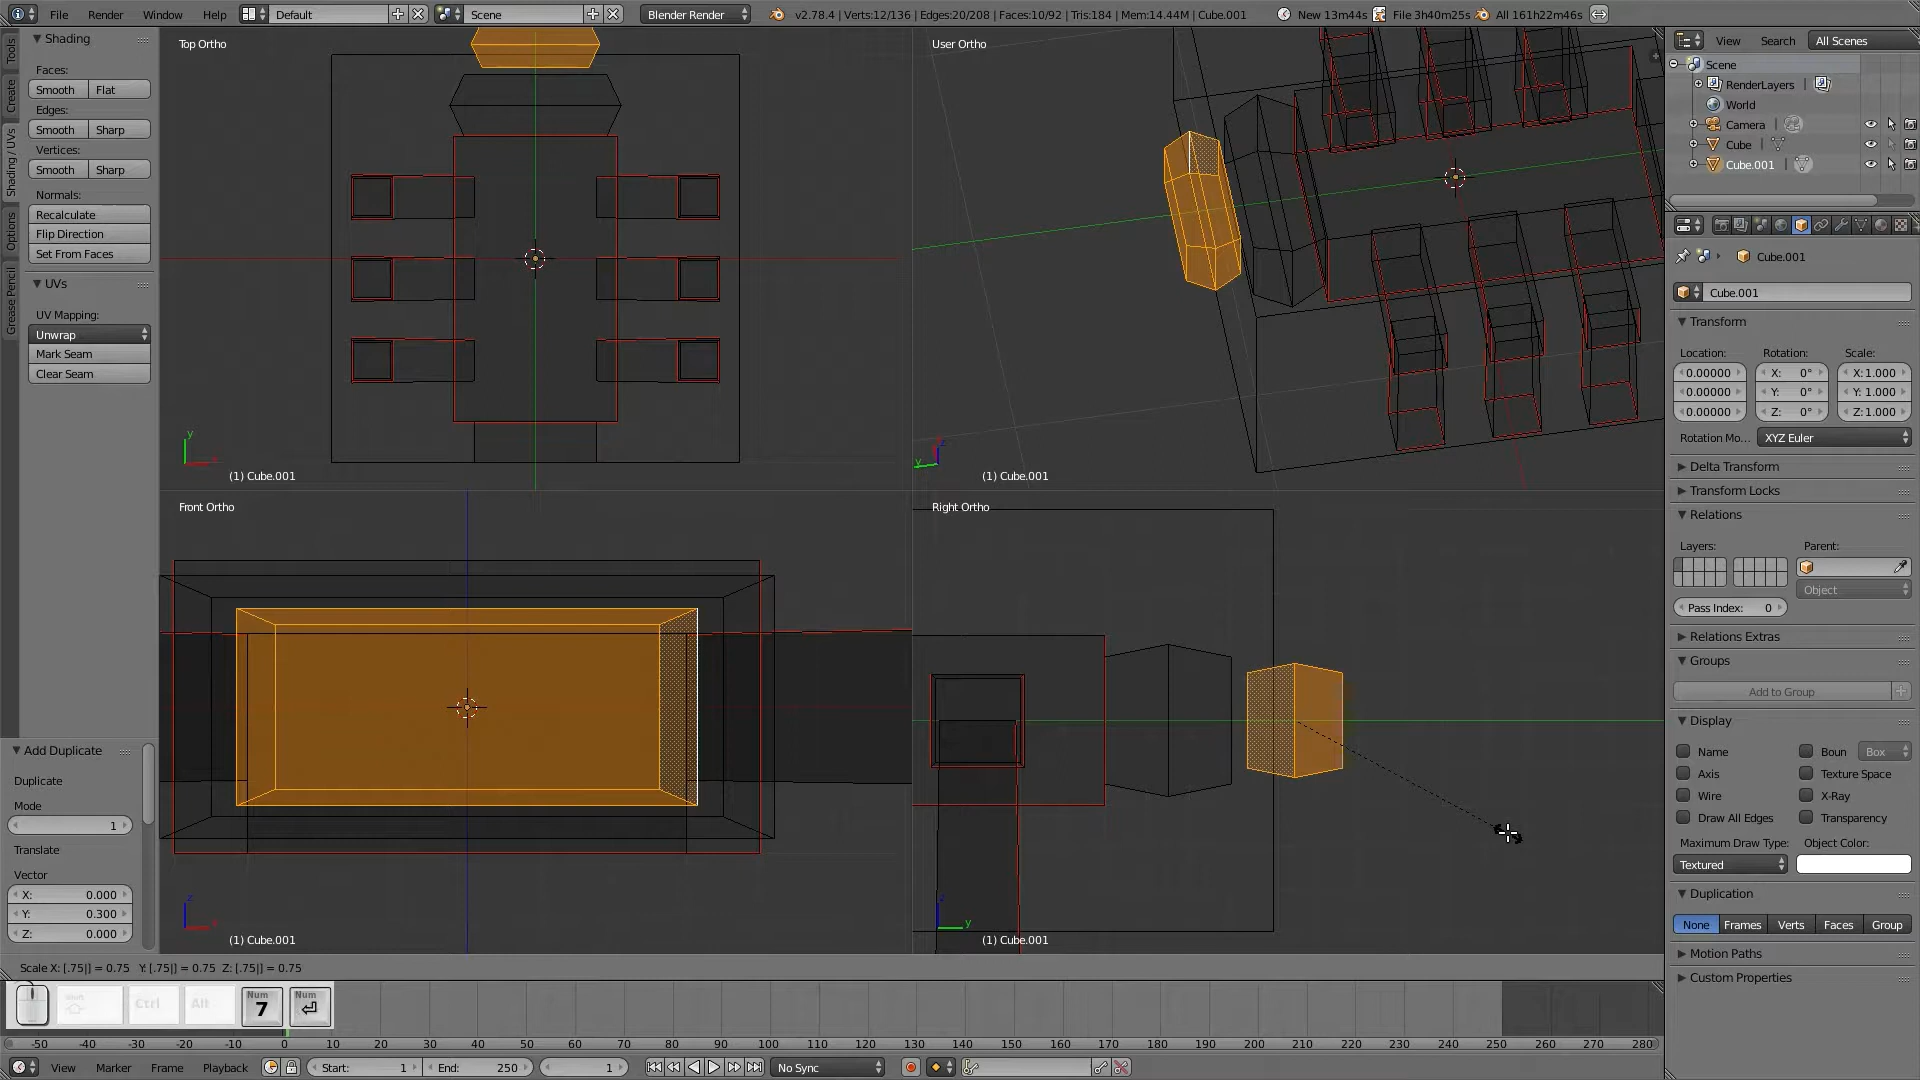 File Render Window Help Default Scene Blender Render v2.78.4 | Verts:12/136 | Edges:20/208 | Faces:10/92 | Tris:184 | Mem:14.44M | Cube.001 New 13m44s File 3h40m25s All 161h22m46s
Tools
Create
Shading / UVs
Options
Grease Pencil
Shading
Faces:
Smooth Flat
Edges:
Smooth Sharp
Vertices:
Smooth Sharp
Normals:
Recalculate
Flip Direction
Set From Faces
UVs
UV Mapping:
Unwrap
Mark Seam
Clear Seam
Add Duplicate
Duplicate
Mode
1
Translate
Vector
X: 0.000
Y: 0.300
Z: 0.000
Top Ortho
y
(1) Cube.001
User Ortho
z
y
(1) Cube.001
Front Ortho
z
x
(1) Cube.001
Right Ortho
z
y
(1) Cube.001
View Search All Scenes
Scene
RenderLayers
World
Camera
Cube
Cube.001
Cube.001
Cube.001
Transform
Location: Rotation: Scale:
0.00000 X: 0° X: 1.000
0.00000 Y: 0° Y: 1.000
0.00000 Z: 0° Z: 1.000
Rotation Mo... XYZ Euler
Delta Transform
Transform Locks
Relations
Layers: Parent:
Object
Pass Index: 0
Relations Extras
Groups
Add to Group
Display
Name Boun Box
Axis Texture Space
Wire X-Ray
Draw All Edges Transparency
Maximum Draw Type: Object Color:
Textured
Duplication
None Frames Verts Faces Group
Motion Paths
Custom Properties
Scale X: [.75|] = 0.75 Y: [.75|] = 0.75 Z: [.75|] = 0.75
Shift Ctrl Alt Num 7 Num
-50 -40 -30 -20 -10 0 10 20 30 40 50 60 70 80 90 100 110 120 130 140 150 160 170 180 190 200 210 220 230 240 250 260 270 280
View Marker Frame Playback Start: 1 End: 250 1 No Sync